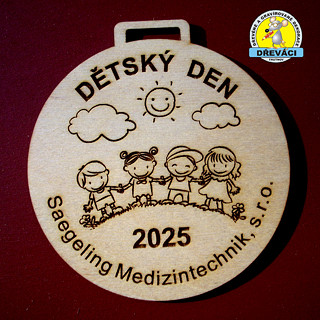 DĚTSKÝ DEN
2025
Saegeling Medizintechnik, s.r.o.
DŘEVÁCI